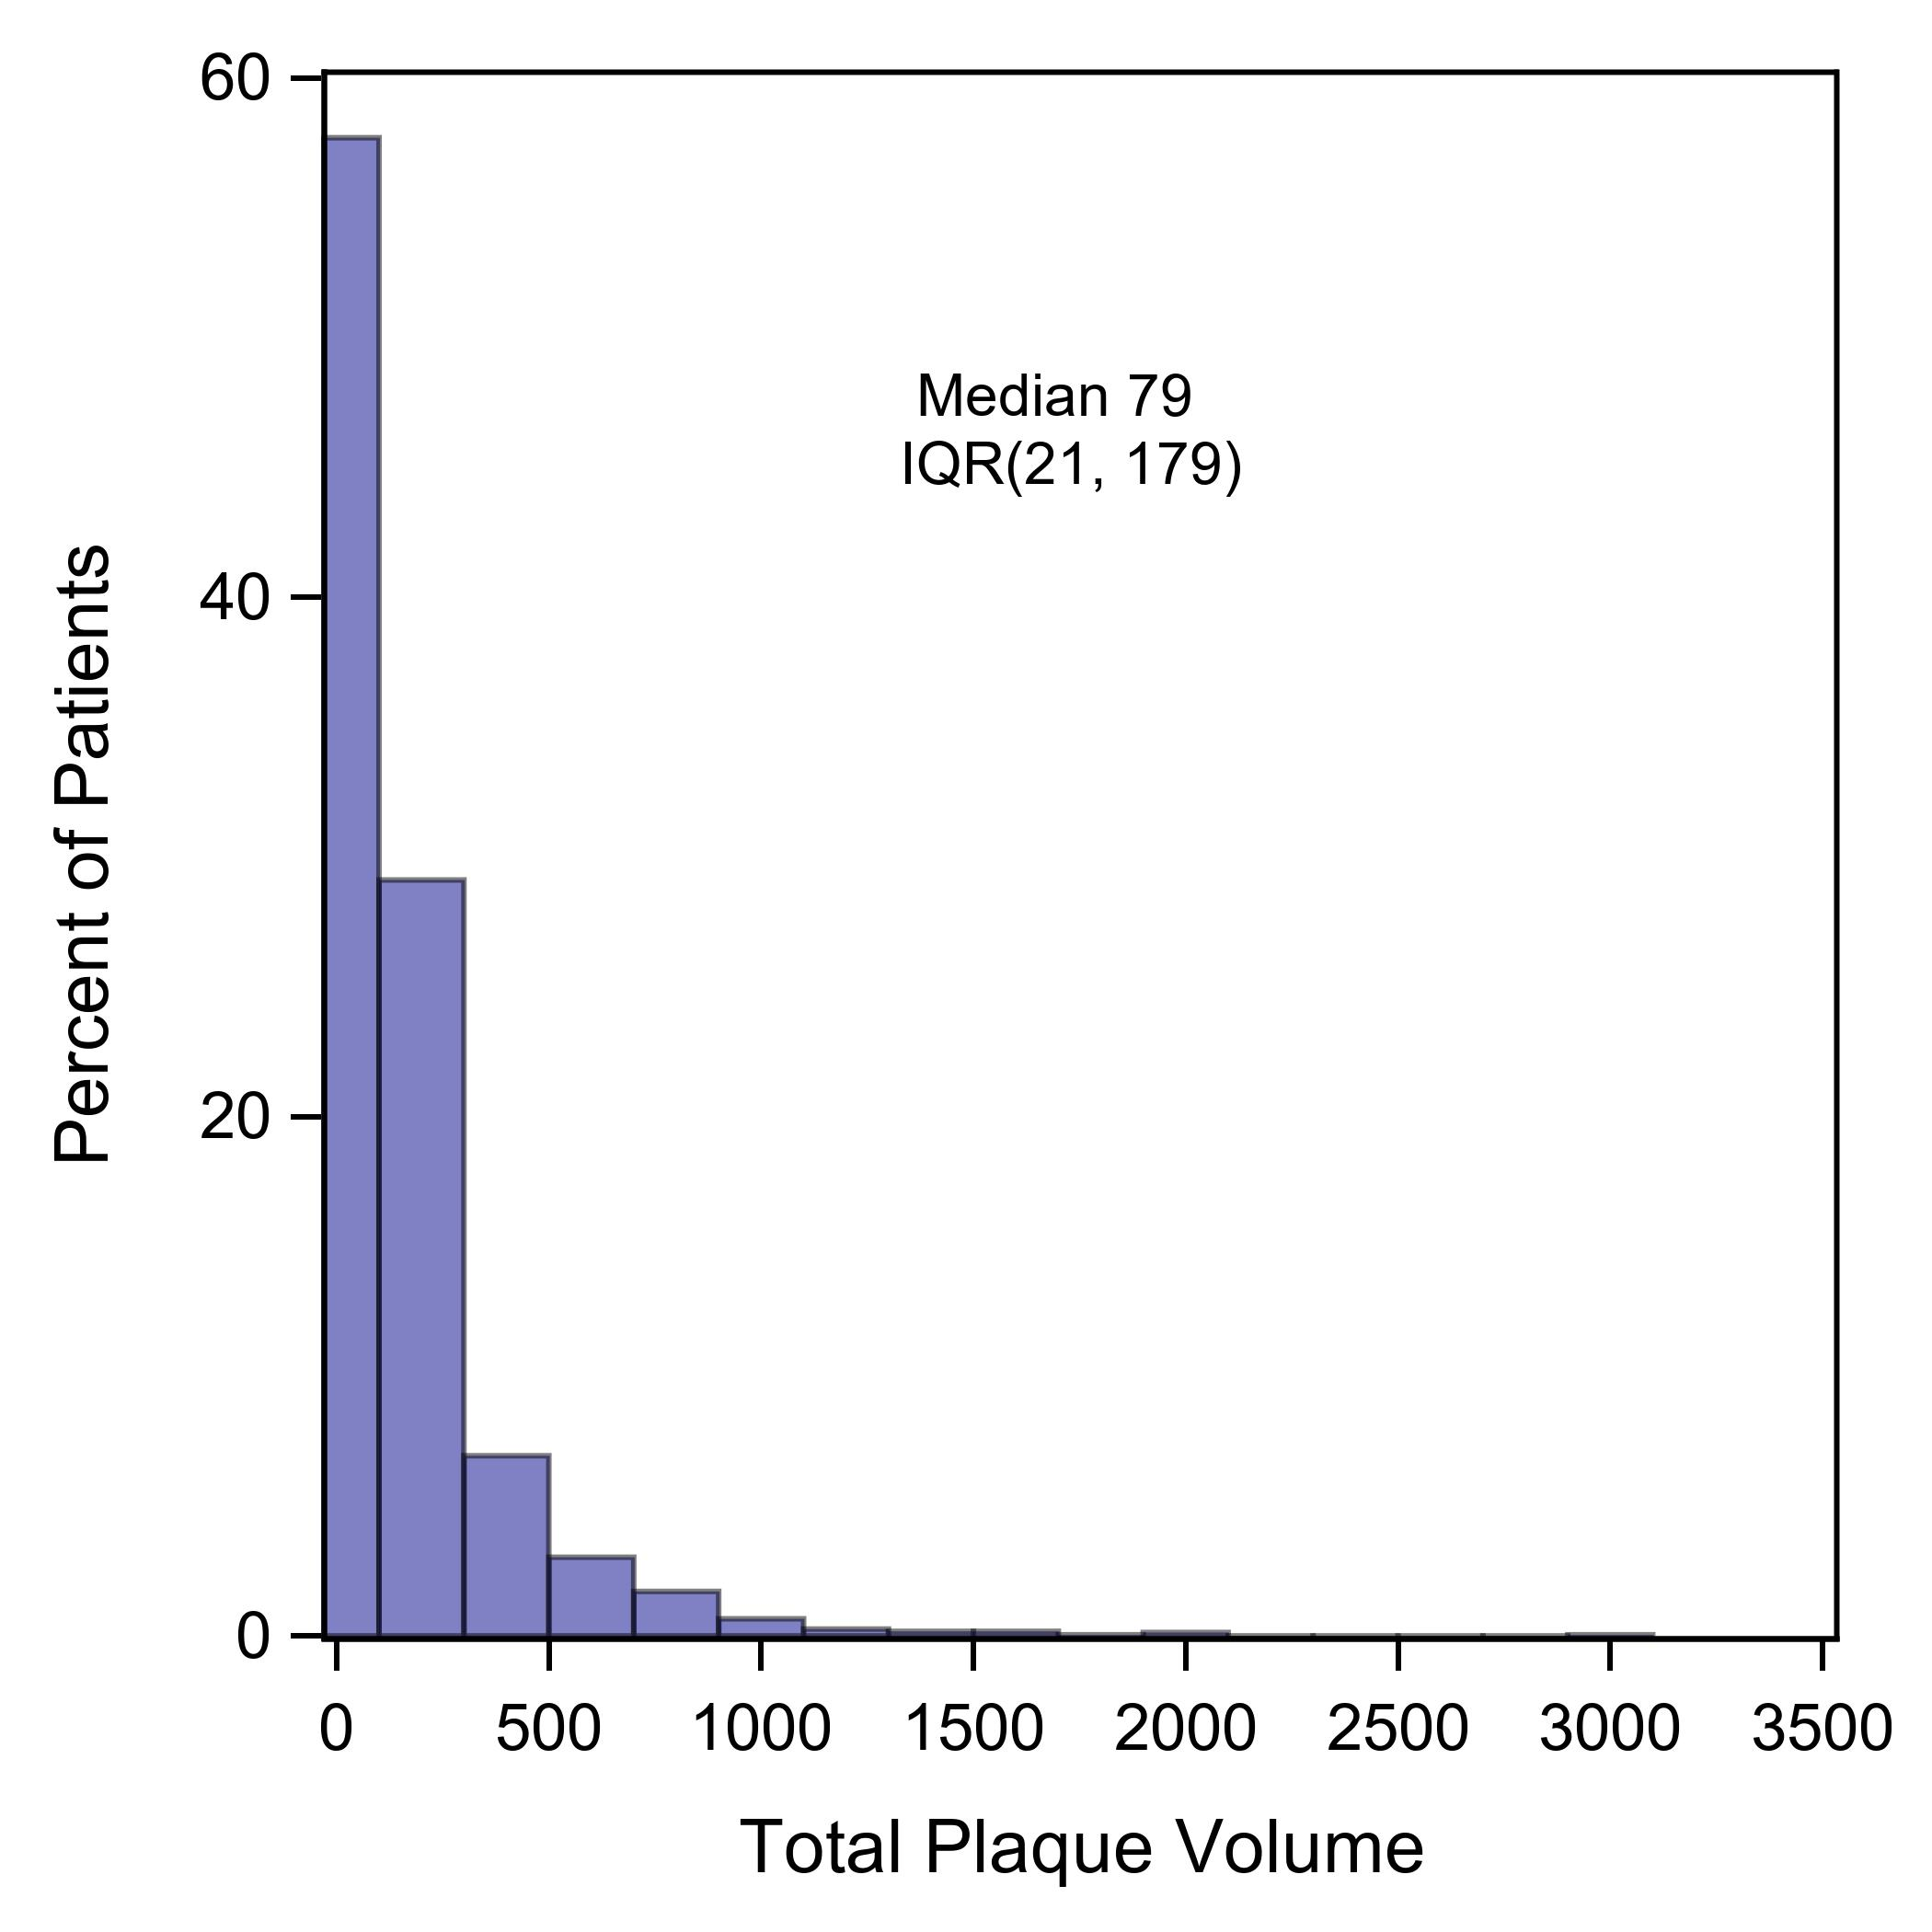 60
40
20
0
Percent of Patients
Median 79
IQR(21, 179)
0 500 1000 1500 2000 2500 3000 3500
Total Plaque Volume